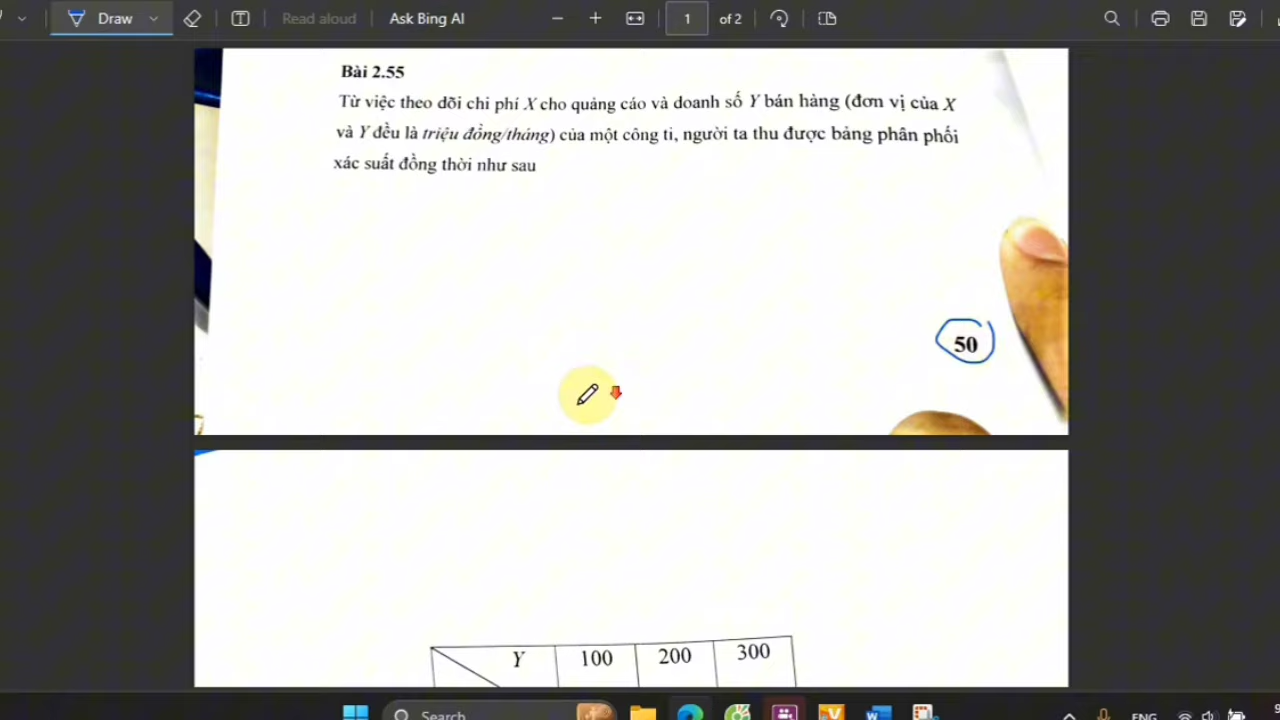 Draw
Read aloud
Ask Bing AI
1
of 2
Bài 2.55
Từ việc theo dõi chi phí X cho quảng cáo và doanh số Y bán hàng (đơn vị của X
và Y đều là triệu đồng/tháng) của một công ti, người ta thu được bảng phân phối
xác suất đồng thời như sau
50
Y 100 200 300
Search
ENG